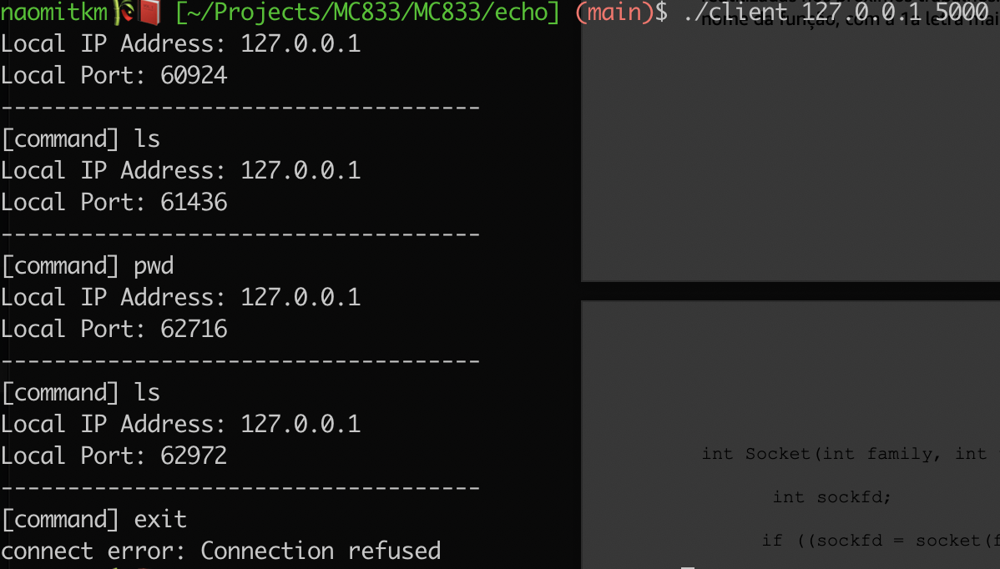 naomitkm [~/Projects/MC833/MC833/echo] (main)$ ./client 127.0.0.1 5000
nome da função, com a 1a letra mai
Local IP Address: 127.0.0.1
Local Port: 60924
------------------------------------
[command] ls
Local IP Address: 127.0.0.1
Local Port: 61436
------------------------------------
[command] pwd
Local IP Address: 127.0.0.1
Local Port: 62716
------------------------------------
[command] ls
Local IP Address: 127.0.0.1
Local Port: 62972
------------------------------------
[command] exit
connect error: Connection refused
int Socket(int family, int
int sockfd;
if ((sockfd = socket(f